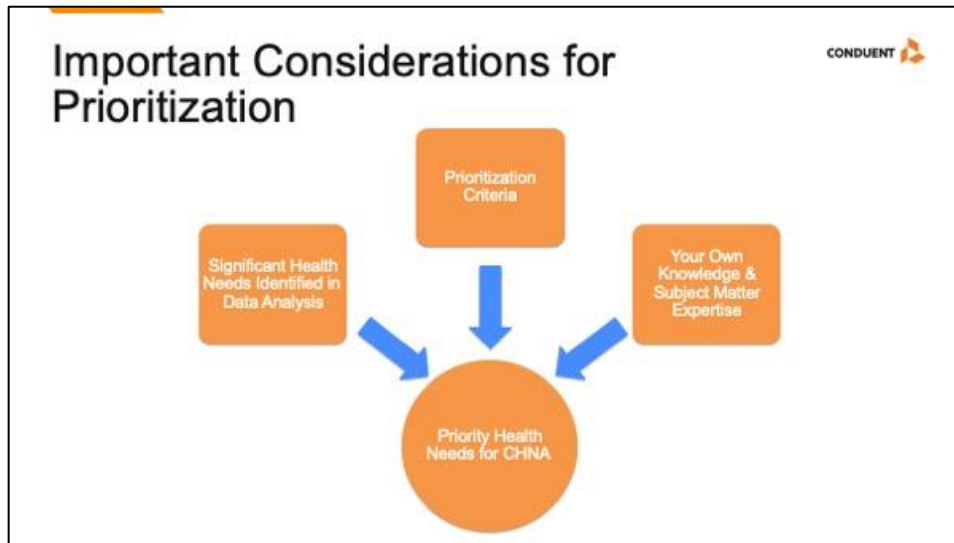 Important Considerations for
Prioritization
CONDUENT
Prioritization
Criteria
Significant Health
Needs Identified in
Data Analysis
Your Own
Knowledge &
Subject Matter
Expertise
Priority Health
Needs for CHNA